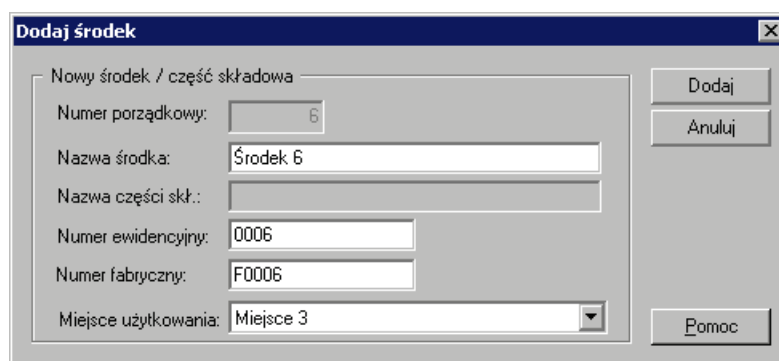 Dodaj środek
Nowy środek / część składowa
Numer porządkowy: 6
Nazwa środka: Środek 6
Nazwa części skł.:
Numer ewidencyjny: 0006
Numer fabryczny: F0006
Miejsce użytkowania: Miejsce 3
Dodaj
Anuluj
Pomoc